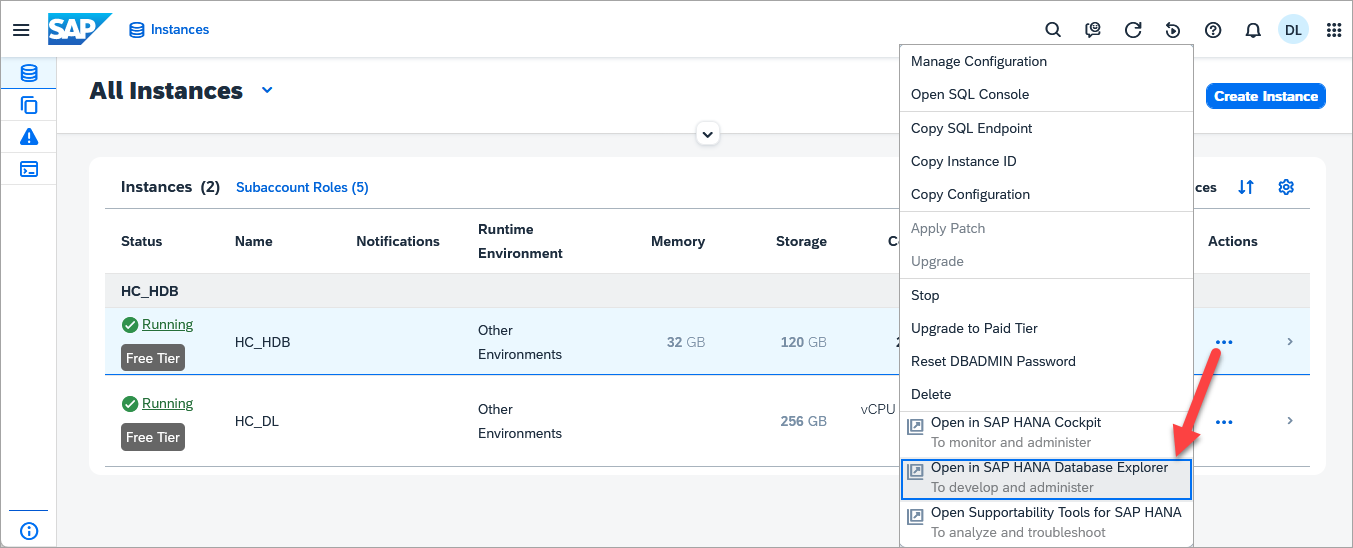 SAP
Instances
DL
All Instances
Create Instance
Manage Configuration
Open SQL Console
Copy SQL Endpoint
Copy Instance ID
Copy Configuration
Apply Patch
Upgrade
Stop
Upgrade to Paid Tier
Reset DBADMIN Password
Delete
Open in SAP HANA Cockpit
To monitor and administer
Open in SAP HANA Database Explorer
To develop and administer
Open Supportability Tools for SAP HANA
To analyze and troubleshoot
Instances (2) Subaccount Roles (5)
Status Name Notifications Runtime Environment Memory Storage Actions
HC_HDB
Running
Free Tier
HC_HDB
Other
Environments
32 GB
120 GB
Running
Free Tier
HC_DL
Other
Environments
256 GB
vCPU